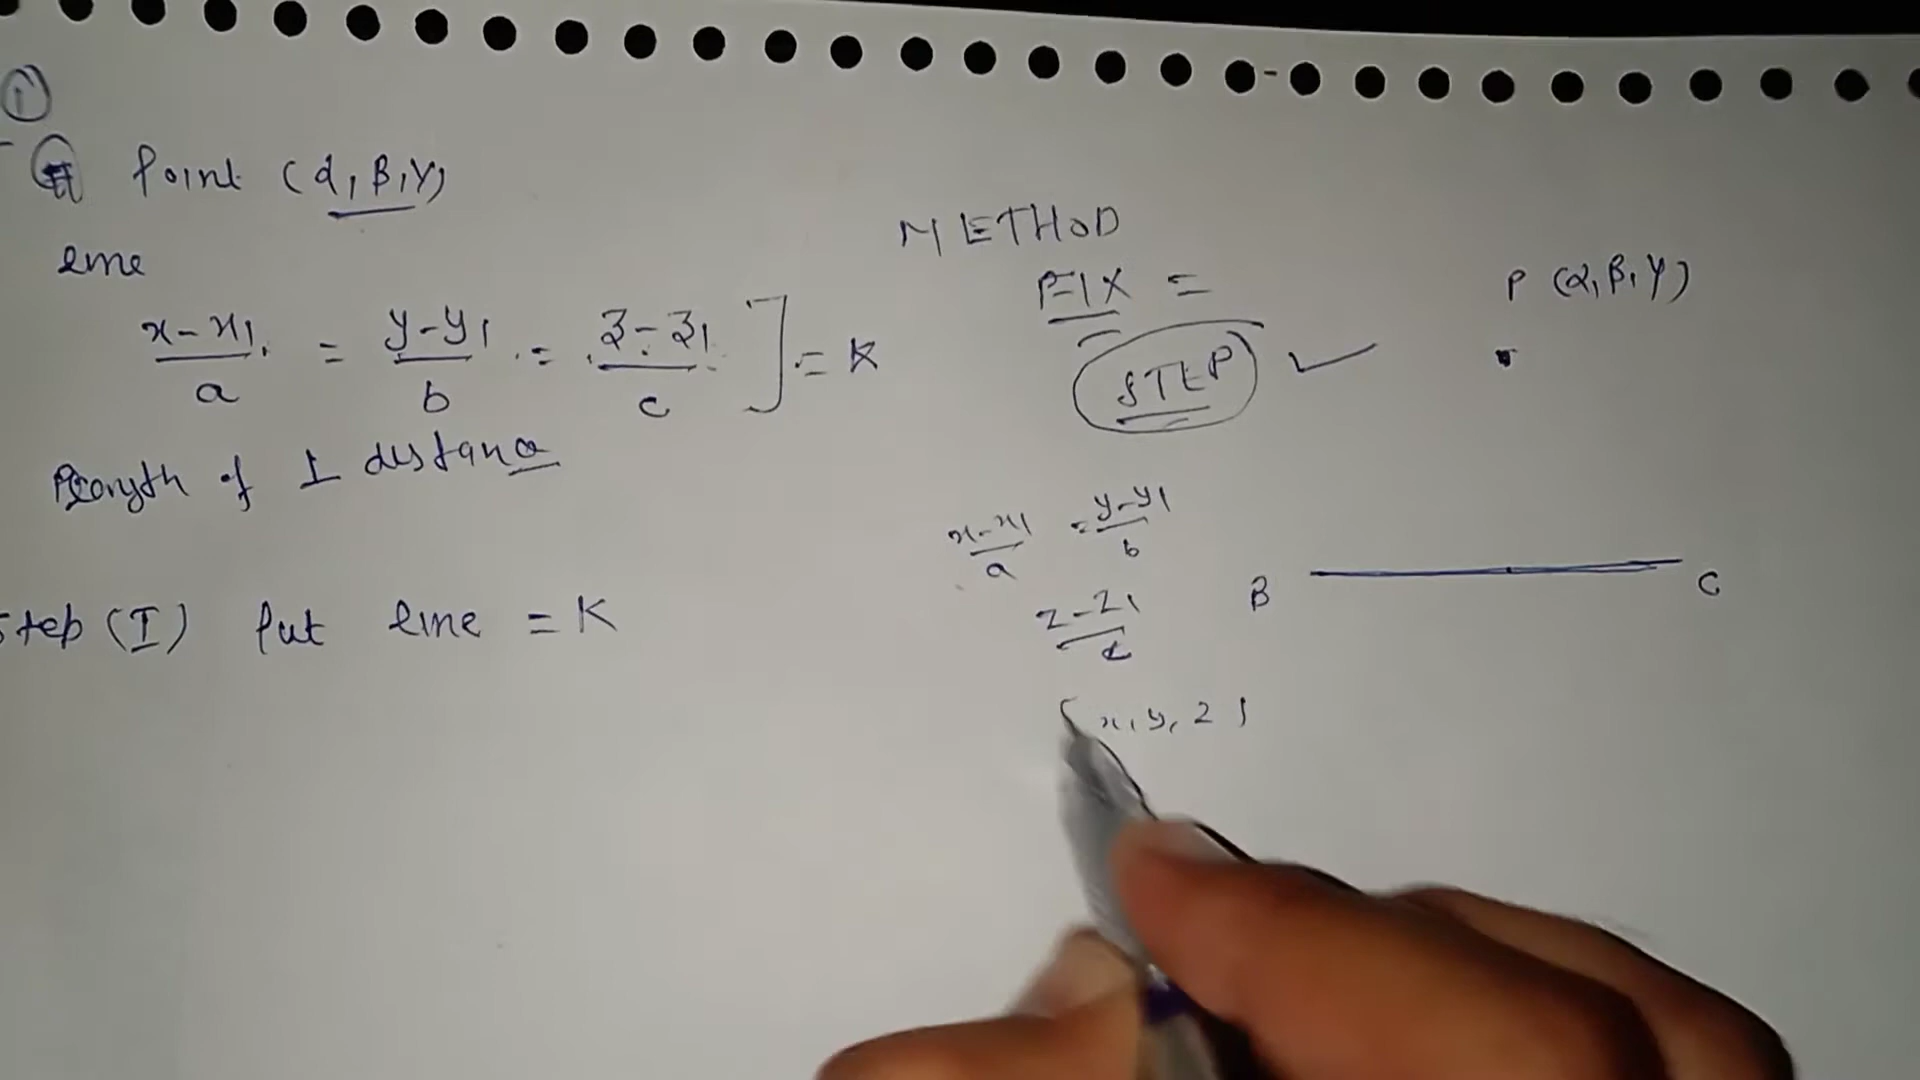 ①
# Point (α, β, γ)
line
x-x₁/a = y-y₁/b = z-z₁/c ] = K
Length of ⊥ distance
Step (I) Put line = K
METHOD
FIX =
STEP ✓
x-x₁/a = y-y₁/b
z-z₁/c
(x, y, z)
P (α, β, γ)
B C